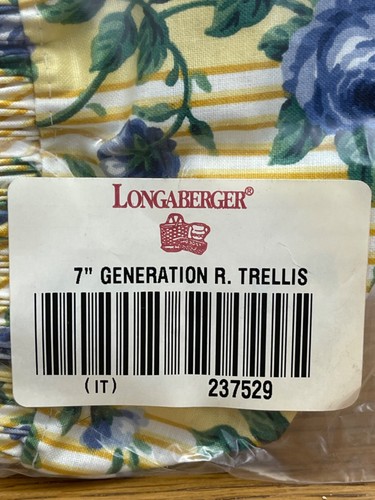 LONGABERGER®
7" GENERATION R. TRELLIS
(IT) 237529